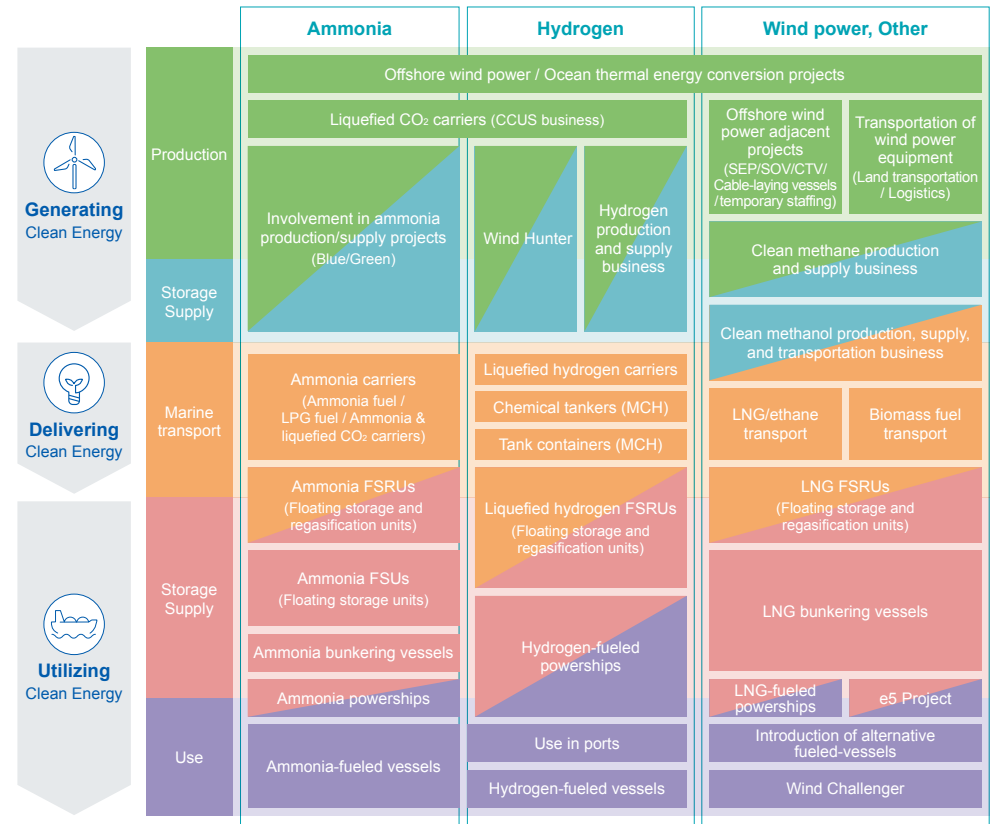 Ammonia
Hydrogen
Wind power, Other
Generating
Clean Energy
Production
Offshore wind power / Ocean thermal energy conversion projects
Liquefied CO₂ carriers (CCUS business)
Offshore wind
power adjacent
projects
(SEP/SOV/CTV/
Cable-laying vessels
/temporary staffing)
Transportation of
wind power
equipment
(Land transportation
/ Logistics)
Involvement in ammonia
production/supply projects
(Blue/Green)
Wind Hunter
Hydrogen
production
and supply
business
Clean methane production
and supply business
Storage
Supply
Clean methanol production, supply,
and transportation business
Delivering
Clean Energy
Marine
transport
Ammonia carriers
(Ammonia fuel /
LPG fuel / Ammonia &
liquefied CO₂ carriers)
Liquefied hydrogen carriers
Chemical tankers (MCH)
Tank containers (MCH)
LNG/ethane
transport
Biomass fuel
transport
Ammonia FSRUs
(Floating storage and
regasification units)
Liquefied hydrogen FSRUs
(Floating storage and
regasification units)
LNG FSRUs
(Floating storage and
regasification units)
Utilizing
Clean Energy
Storage
Supply
Ammonia FSUs
(Floating storage units)
Ammonia bunkering vessels
Ammonia powerships
Hydrogen-fueled
powerships
LNG bunkering vessels
LNG-fueled
powerships
e5 Project
Use
Ammonia-fueled vessels
Use in ports
Hydrogen-fueled vessels
Introduction of alternative
fueled-vessels
Wind Challenger